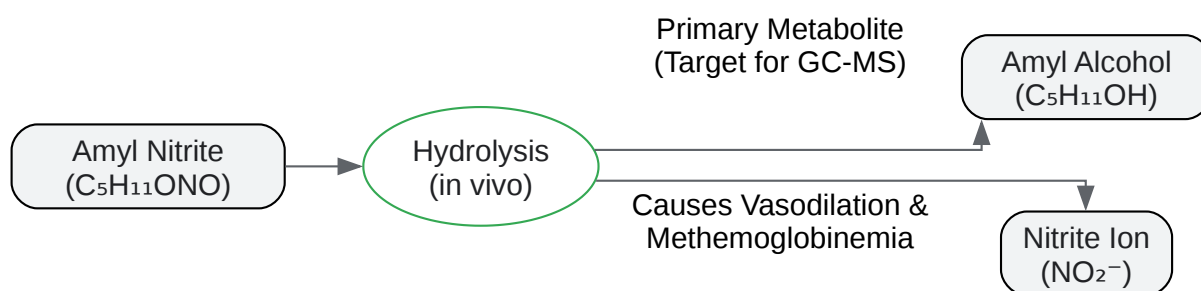 Primary Metabolite
(Target for GC-MS)
Amyl Alcohol
(C₅H₁₁OH)
Amyl Nitrite
(C₅H₁₁ONO)
Hydrolysis
(in vivo)
Causes Vasodilation &
Methemoglobinemia
Nitrite Ion
(NO₂⁻)